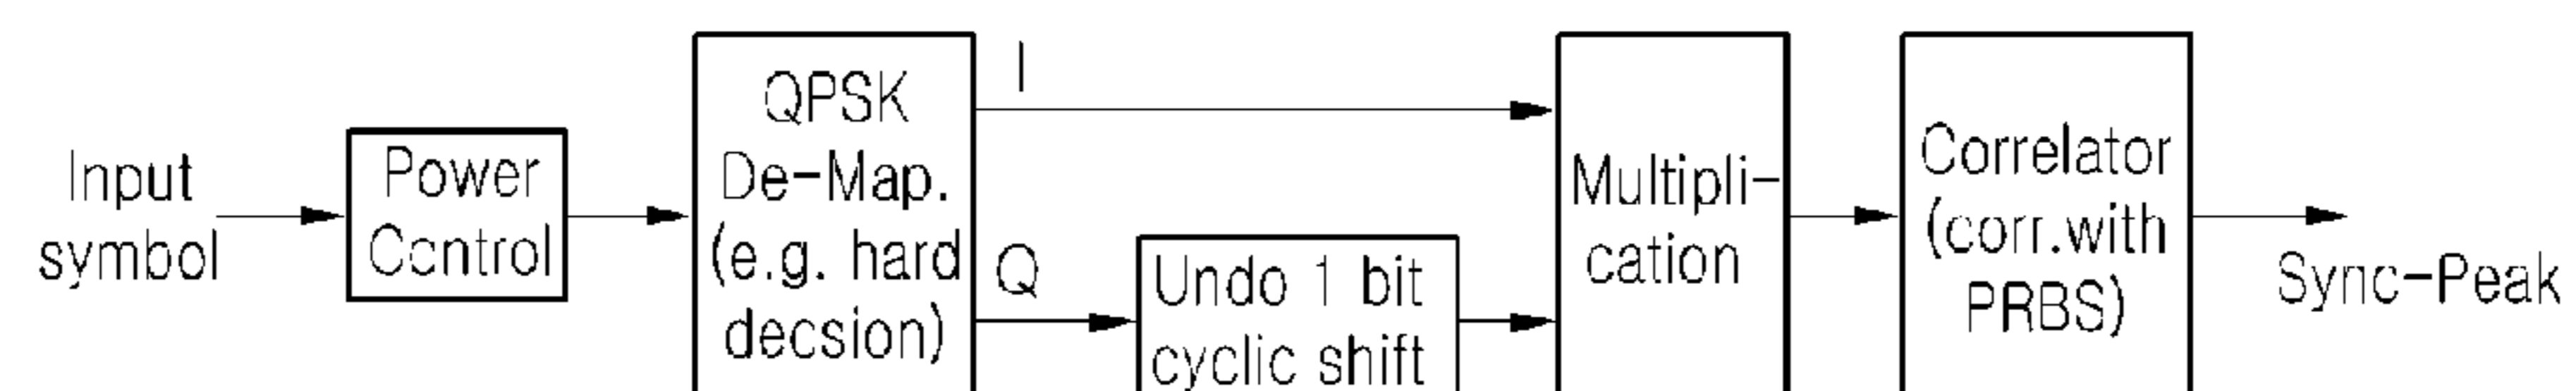 Input
symbol
Power
Control
QPSK
De-Map.
(e.g. hard
decsion)
I
Q
Undo 1 bit
cyclic shift
Multipli-
cation
Correlator
(corr.with
PRBS)
Sync-Peak